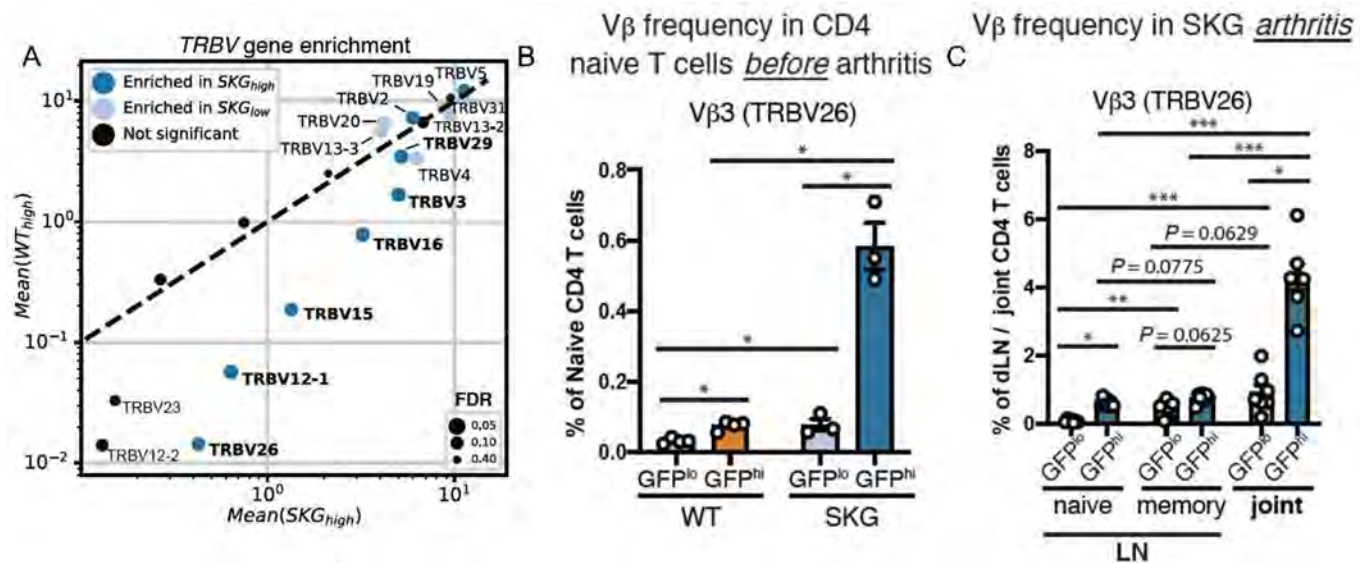 A
TRBV gene enrichment
Enriched in SKGhigh
Enriched in SKGlow
Not significant
TRBV19
TRBV5
TRBV2
TRBV31
TRBV20
TRBV13-2
TRBV13-3
TRBV29
TRBV4
TRBV3
TRBV16
TRBV15
TRBV12-1
TRBV23
TRBV12-2
TRBV26
FDR
0,05
0.10
0.40
10¹
10⁰
10⁻¹
10⁻²
Mean(WThigh)
10⁰
10¹
Mean(SKGhigh)
B
Vβ frequency in CD4
naive T cells before arthritis
Vβ3 (TRBV26)
% of Naive CD4 T cells
0.8
0.6
0.4
0.2
0.0
*
*
*
*
GFPlo GFPhi GFPlo GFPhi
WT SKG
C
Vβ frequency in SKG arthritis
Vβ3 (TRBV26)
% of dLN / joint CD4 T cells
8
6
4
2
0
***
***
*
***
P = 0.0629
P = 0.0775
**
P = 0.0625
*
GFPlo GFPhi GFPlo GFPhi GFPlo GFPhi
naive memory joint
LN